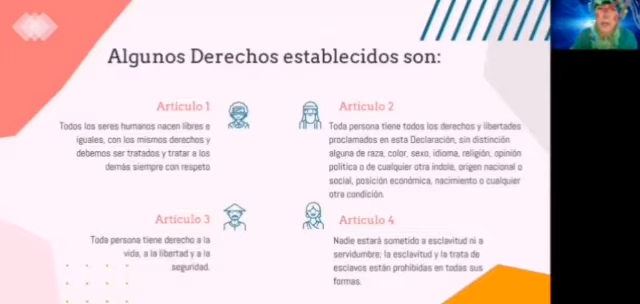 Algunos Derechos establecidos son:
Artículo 1
Todos los seres humanos nacen libres e
iguales, con los mismos derechos y
debemos ser tratados y tratar a los
demás siempre con respeto
Artículo 2
Toda persona tiene todos los derechos y libertades
proclamados en esta Declaración, sin distinción
alguna de raza, color, sexo, idioma, religión, opinión
política o de cualquier otra índole, origen nacional o
social, posición económica, nacimiento o cualquier
otra condición.
Artículo 3
Toda persona tiene derecho a la
vida, a la libertad y a la
seguridad.
Artículo 4
Nadie estará sometido a esclavitud ni a
servidumbre; la esclavitud y la trata de
esclavos están prohibidas en todas sus
formas.